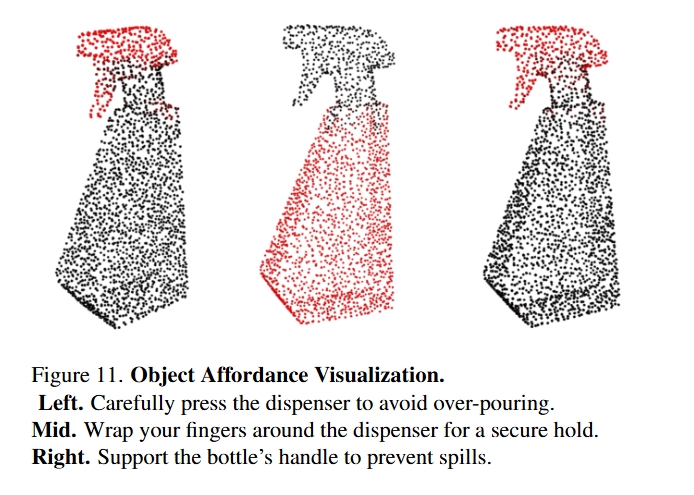 Figure 11. Object Affordance Visualization.
Left. Carefully press the dispenser to avoid over-pouring.
Mid. Wrap your fingers around the dispenser for a secure hold.
Right. Support the bottle's handle to prevent spills.